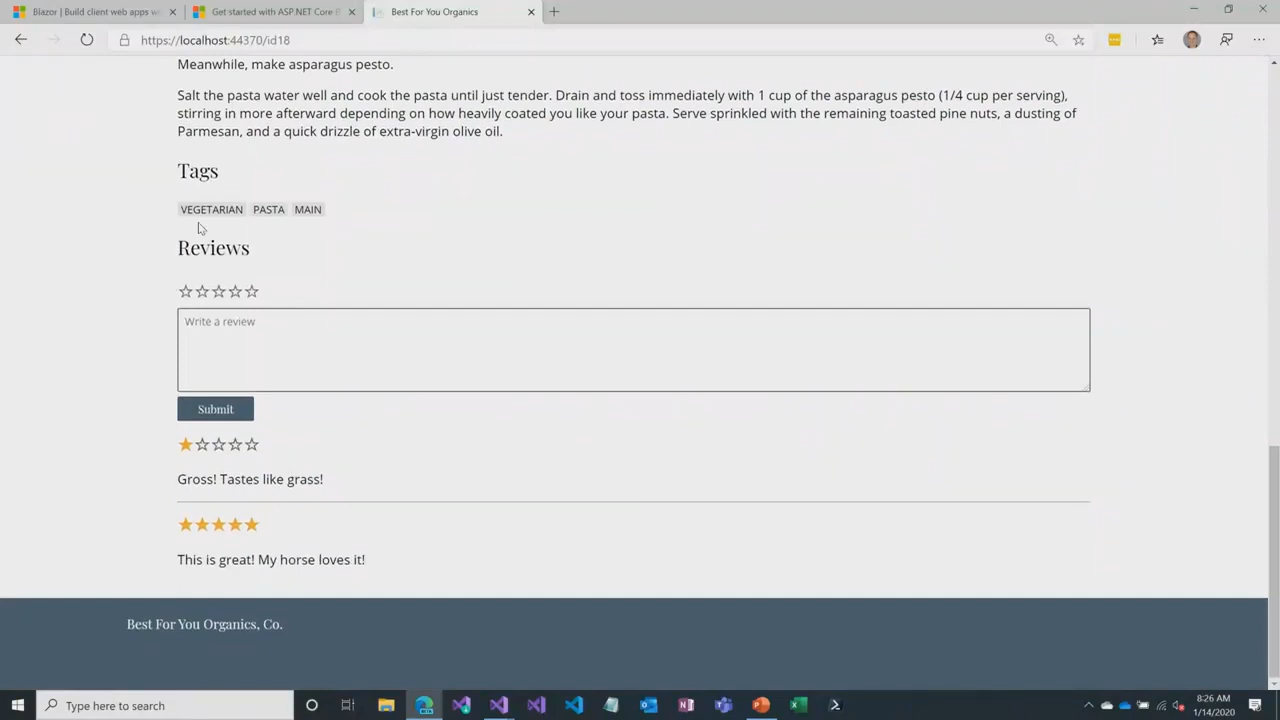 Blazor | Build client web apps w
Get started with ASP.NET Core B
Best For You Organics
https://localhost:44370/id18
Meanwhile, make asparagus pesto.
Salt the pasta water well and cook the pasta until just tender. Drain and toss immediately with 1 cup of the asparagus pesto (1/4 cup per serving),
stirring in more afterward depending on how heavily coated you like your pasta. Serve sprinkled with the remaining toasted pine nuts, a dusting of
Parmesan, and a quick drizzle of extra-virgin olive oil.
Tags
VEGETARIAN PASTA MAIN
Reviews
Write a review
Submit
Gross! Tastes like grass!
This is great! My horse loves it!
Best For You Organics, Co.
Type here to search
8:26 AM
1/14/2020